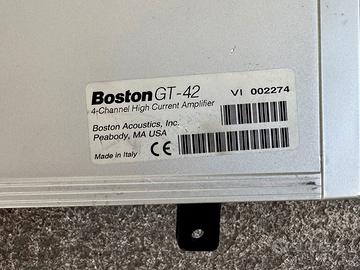 Boston GT-42 VI 002274
4-Channel High Current Amplifier
Boston Acoustics, Inc.
Peabody, MA USA
Made in Italy CE